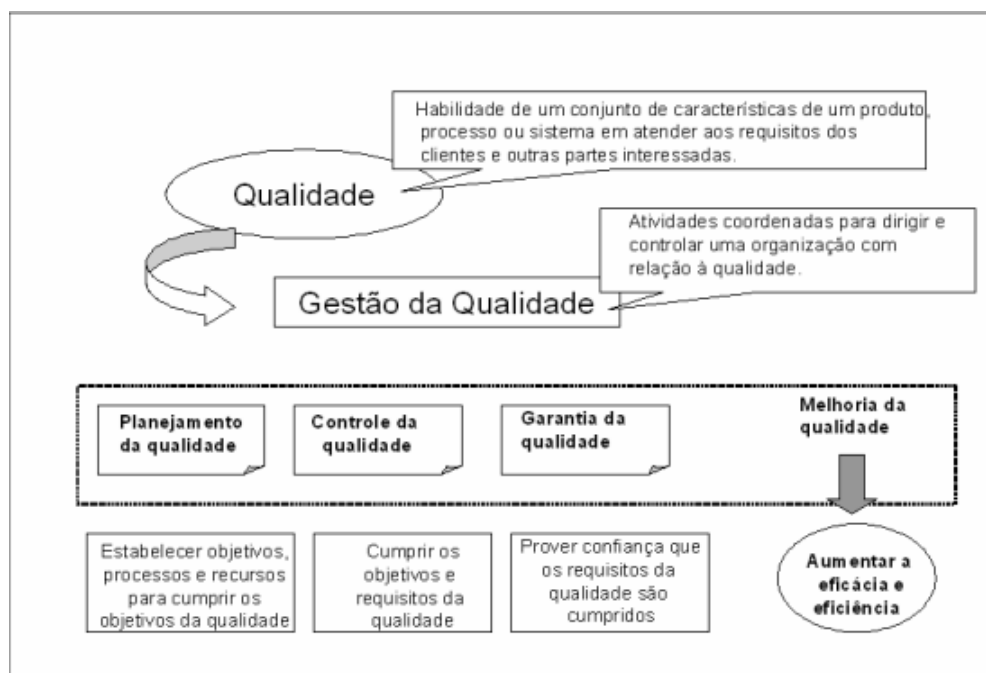 Habilidade de um conjunto de características de um produto,
processo ou sistema em atender aos requisitos dos
clientes e outras partes interessadas.
Qualidade
Atividades coordenadas para dirigir e
controlar uma organização com
relação à qualidade.
Gestão da Qualidade
Planejamento
da qualidade
Controle da
qualidade
Garantia da
qualidade
Melhoria da
qualidade
Estabelecer objetivos,
processos e recursos
para cumprir os
objetivos da qualidade
Cumprir os
objetivos e
requisitos da
qualidade
Prover confiança que
os requisitos da
qualidade são
cumpridos
Aumentar a
eficácia e
eficiência